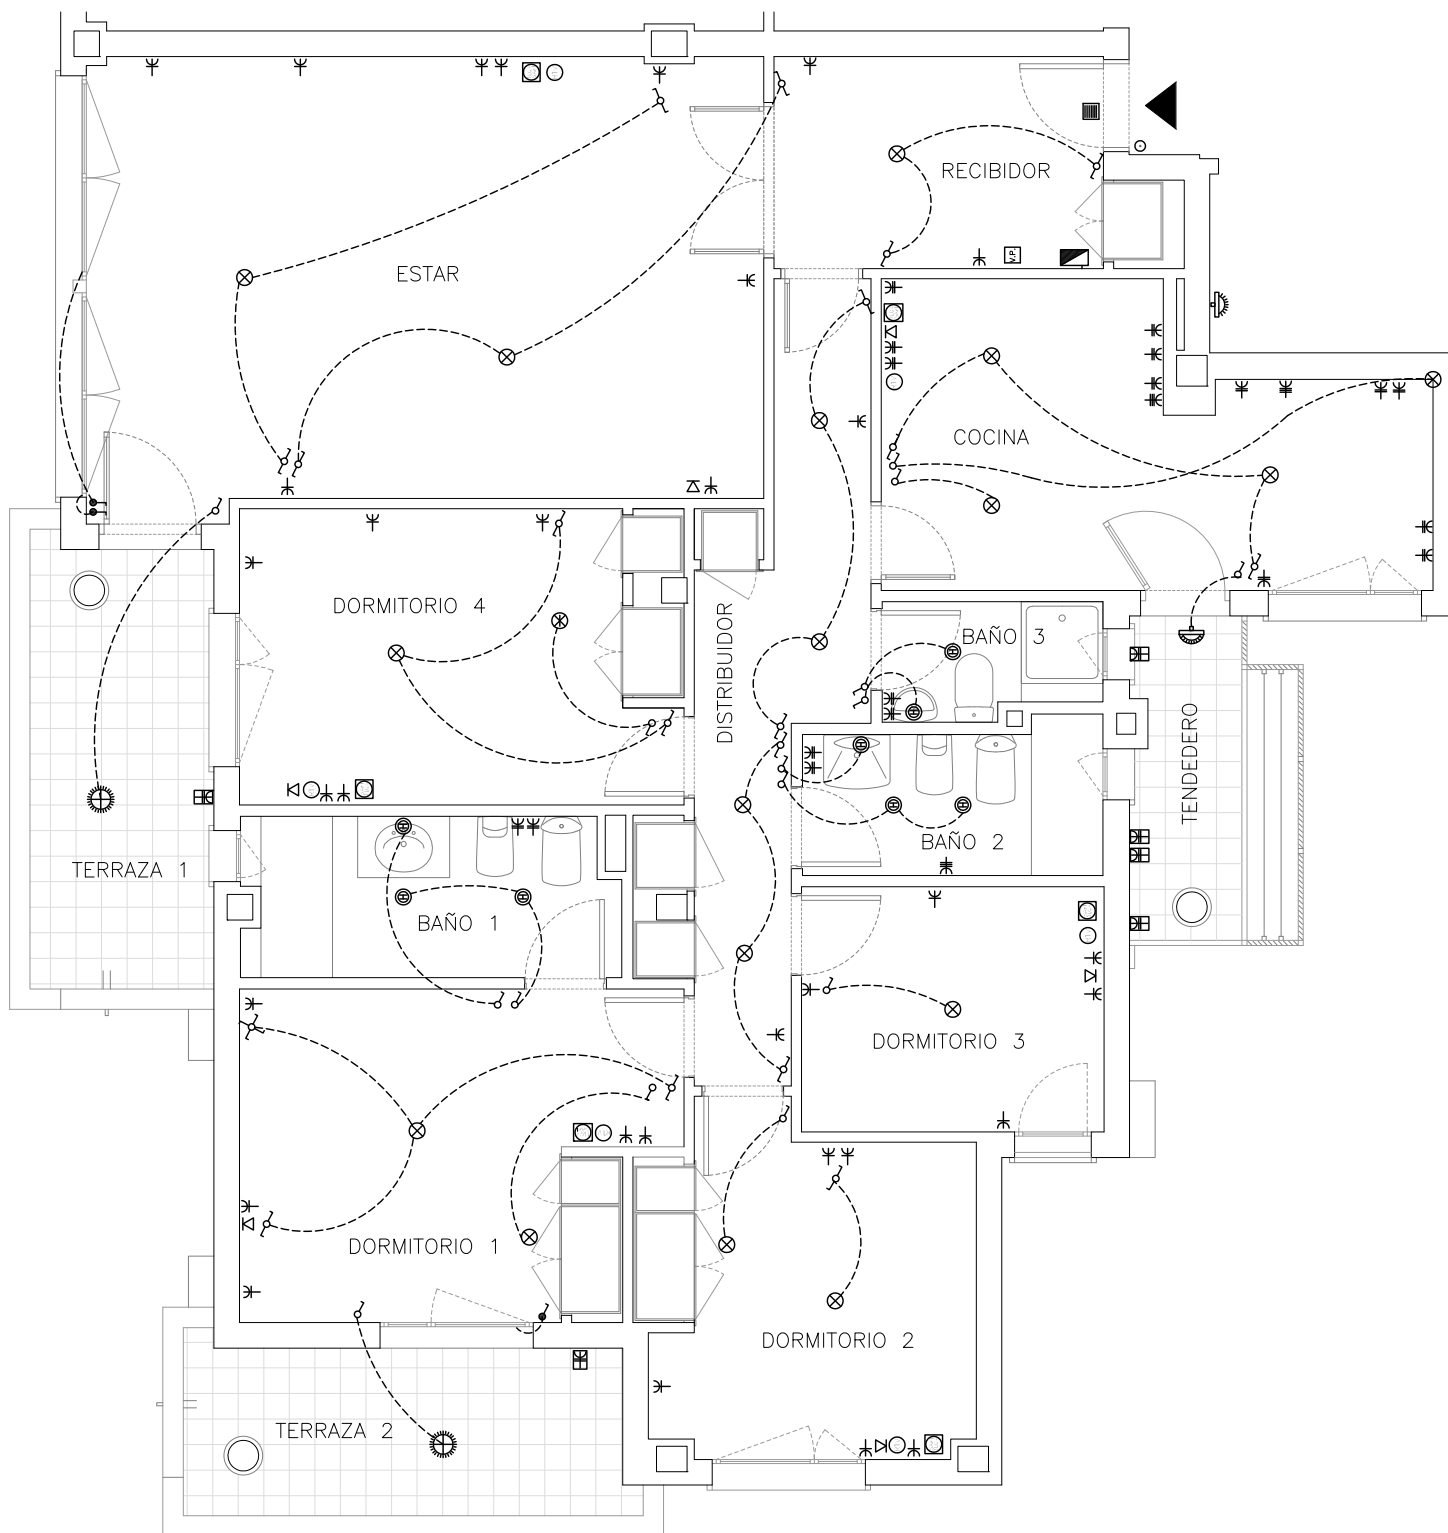 RECIBIDOR
ESTAR
V.P.
COCINA
DORMITORIO 4
BAÑO 3
DISTRIBUIDOR
TENDEDERO
BAÑO 2
TERRAZA 1
BAÑO 1
DORMITORIO 3
DORMITORIO 1
DORMITORIO 2
TERRAZA 2